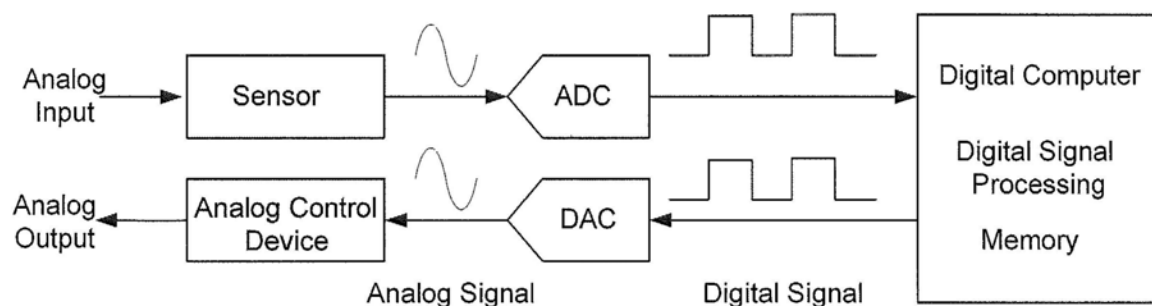 Analog
Input
Sensor
ADC
Digital Computer
Digital Signal
Processing
Memory
Analog
Output
Analog Control
Device
DAC
Analog Signal
Digital Signal